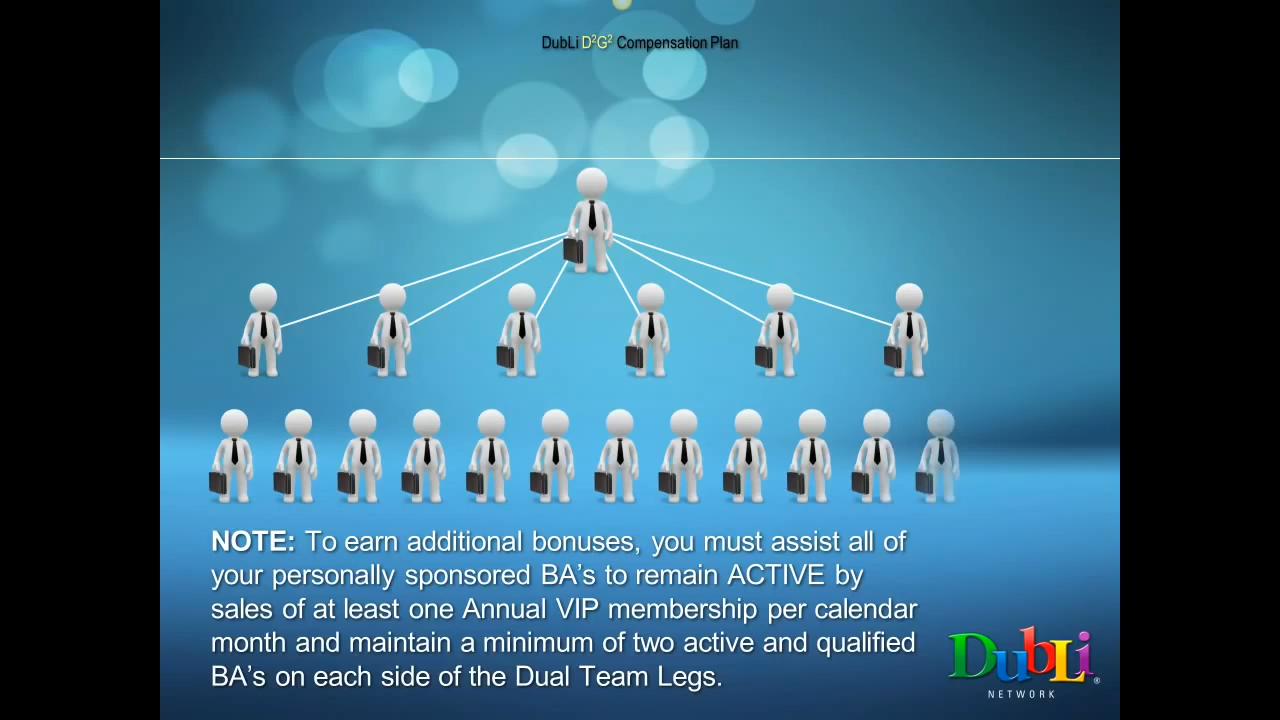 DubLi D²G² Compensation Plan
NOTE: To earn additional bonuses, you must assist all of
your personally sponsored BA’s to remain ACTIVE by
sales of at least one Annual VIP membership per calendar
month and maintain a minimum of two active and qualified
BA’s on each side of the Dual Team Legs.
DubLi®
NETWORK